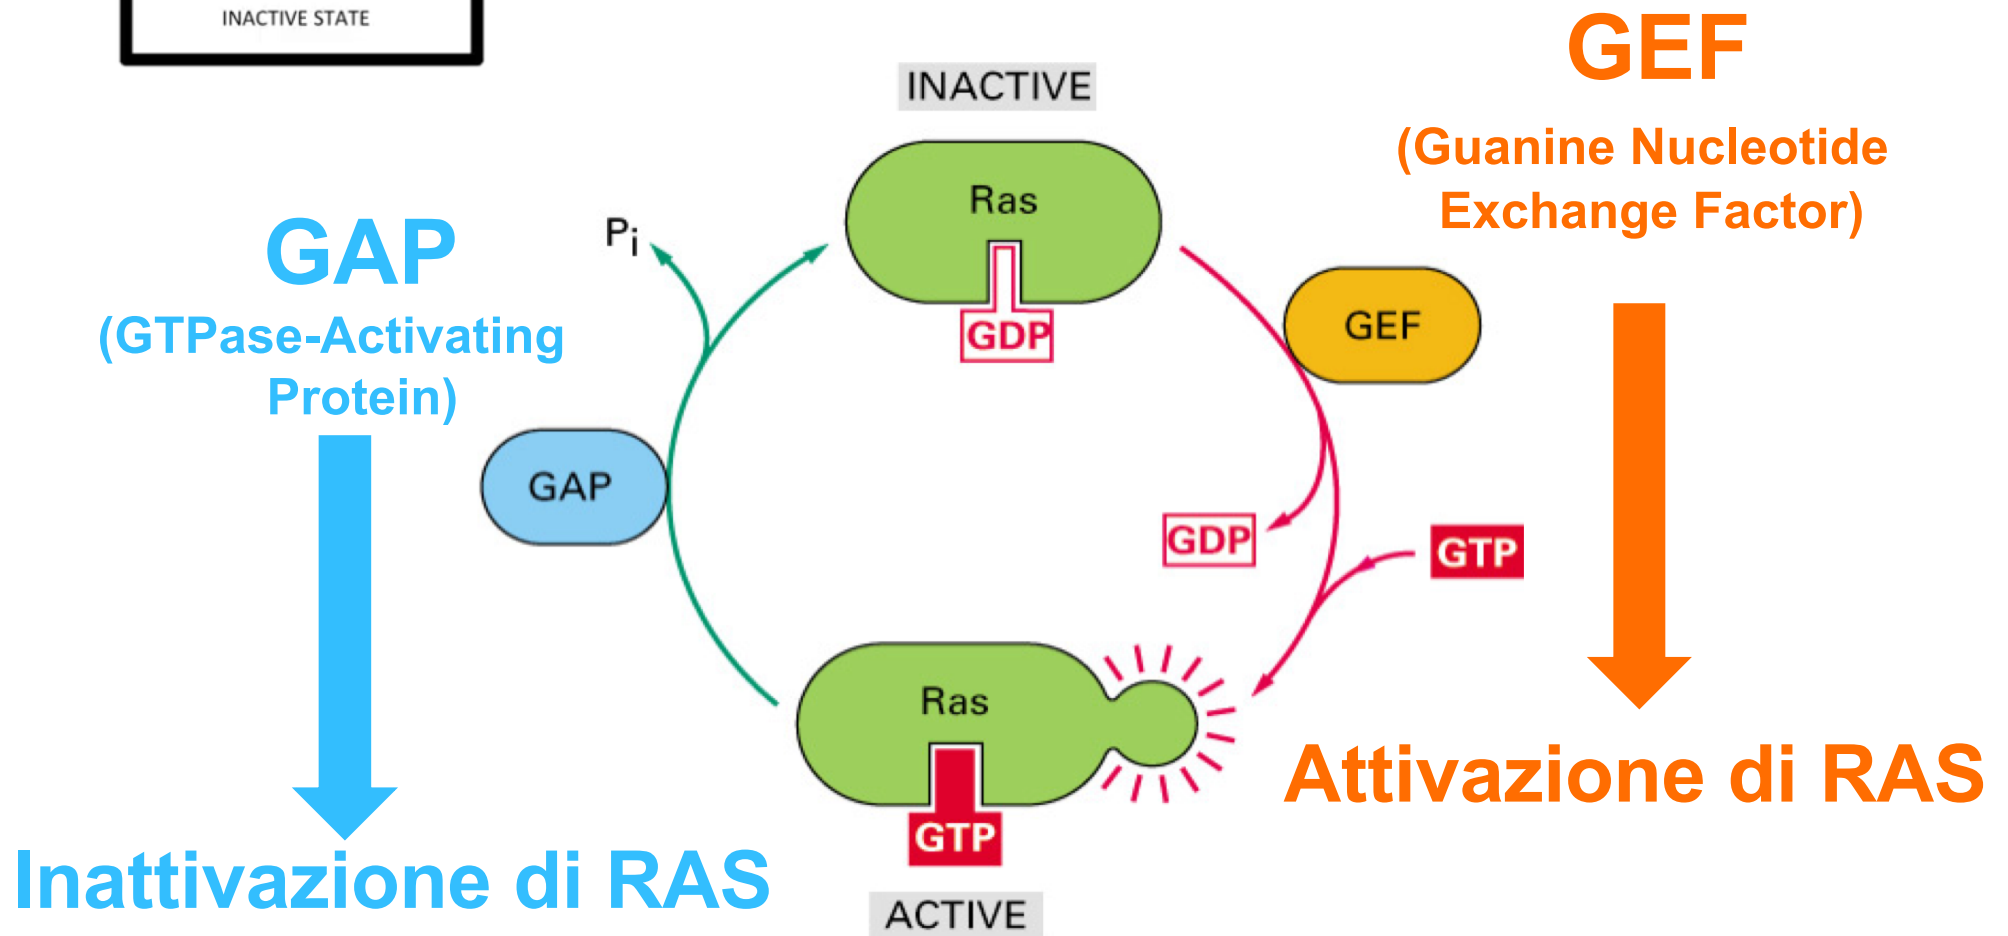 INACTIVE STATE
GEF
(Guanine Nucleotide
Exchange Factor)
INACTIVE
Ras
GDP
GAP
(GTPase-Activating
Protein)
Pi
GEF
GAP
GDP
GTP
Ras
GTP
ACTIVE
Attivazione di RAS
Inattivazione di RAS